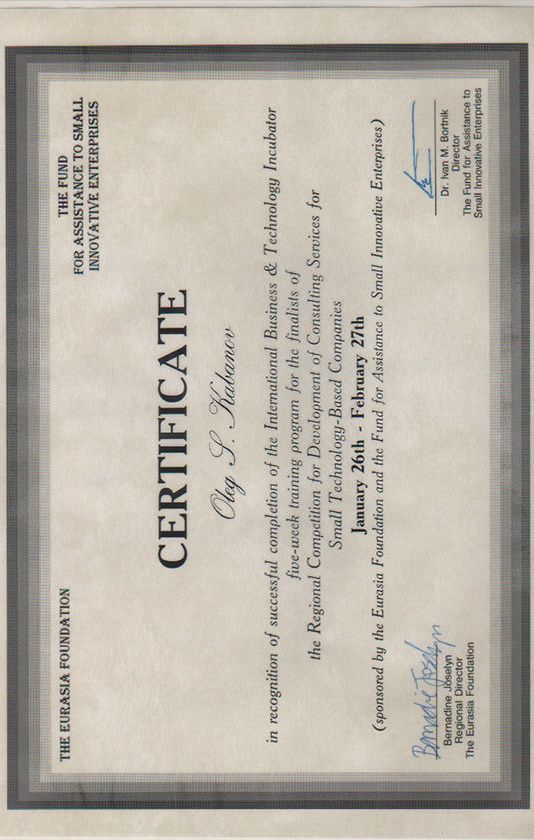 THE EURASIA FOUNDATION
THE FUND
FOR ASSISTANCE TO SMALL
INNOVATIVE ENTERPRISES
CERTIFICATE
Oleg S. Kabanov
in recognition of successful completion of the International Business & Technology Incubator
five-week training program for the finalists of
the Regional Competition for Development of Consulting Services for
Small Technology-Based Companies
January 26th - February 27th
(sponsored by the Eurasia Foundation and the Fund for Assistance to Small Innovative Enterprises)
Bernadine Joselyn
Bernadine Joselyn
Regional Director
The Eurasia Foundation
Dr. Ivan M. Bortnik
Director
The Fund for Assistance to
Small Innovative Enterprises